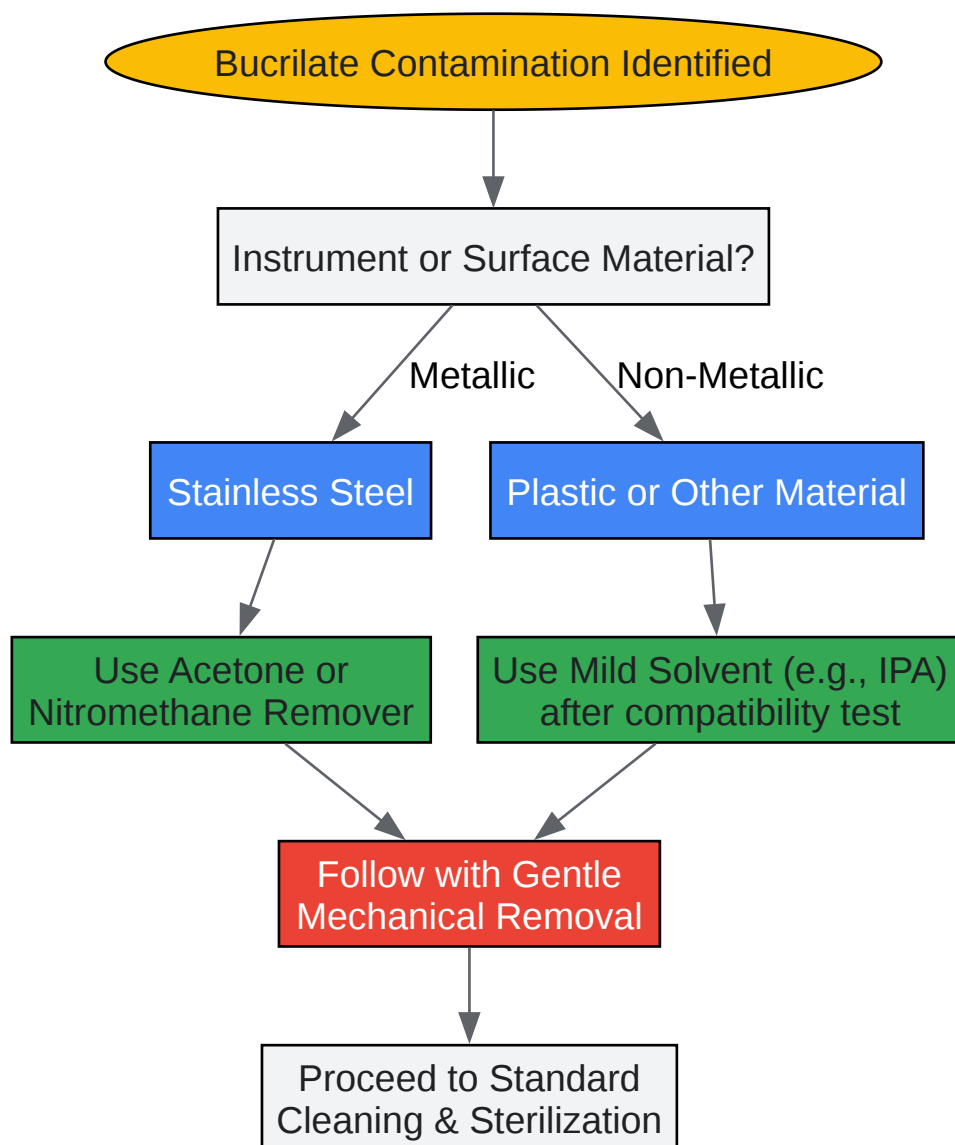 Bucrilate Contamination Identified
Instrument or Surface Material?
Metallic
Non-Metallic
Stainless Steel
Plastic or Other Material
Use Acetone or
Nitromethane Remover
Use Mild Solvent (e.g., IPA)
after compatibility test
Follow with Gentle
Mechanical Removal
Proceed to Standard
Cleaning & Sterilization